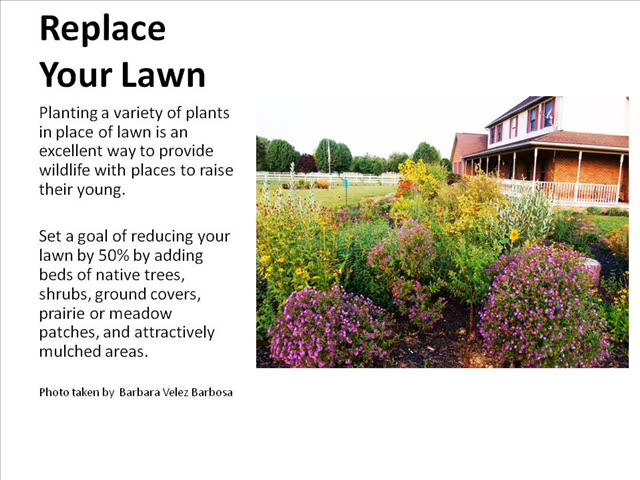 Replace
Your Lawn
Planting a variety of plants
in place of lawn is an
excellent way to provide
wildlife with places to raise
their young.
Set a goal of reducing your
lawn by 50% by adding
beds of native trees,
shrubs, ground covers,
prairie or meadow
patches, and attractively
mulched areas.
Photo taken by  Barbara Velez Barbosa